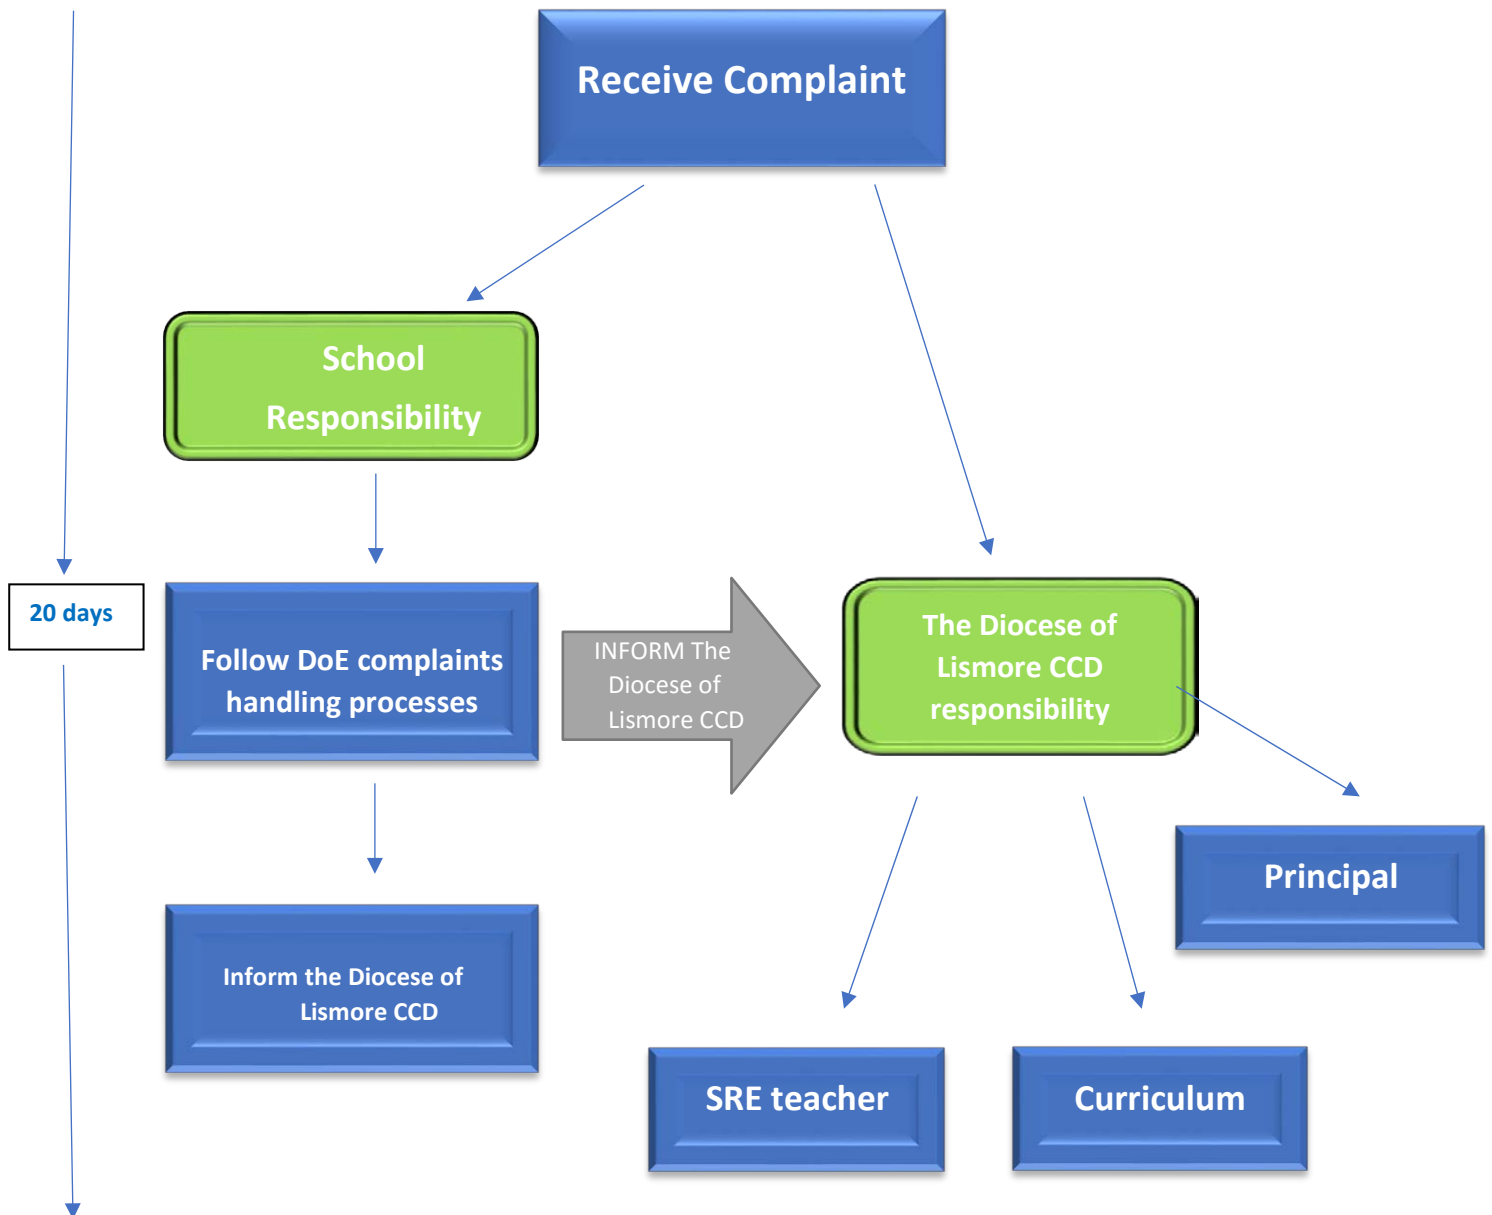 Receive Complaint
School
Responsibility
20 days
Follow DoE complaints
handling processes
INFORM The
Diocese of
Lismore CCD
The Diocese of
Lismore CCD
responsibility
Principal
Inform the Diocese of
Lismore CCD
SRE teacher
Curriculum